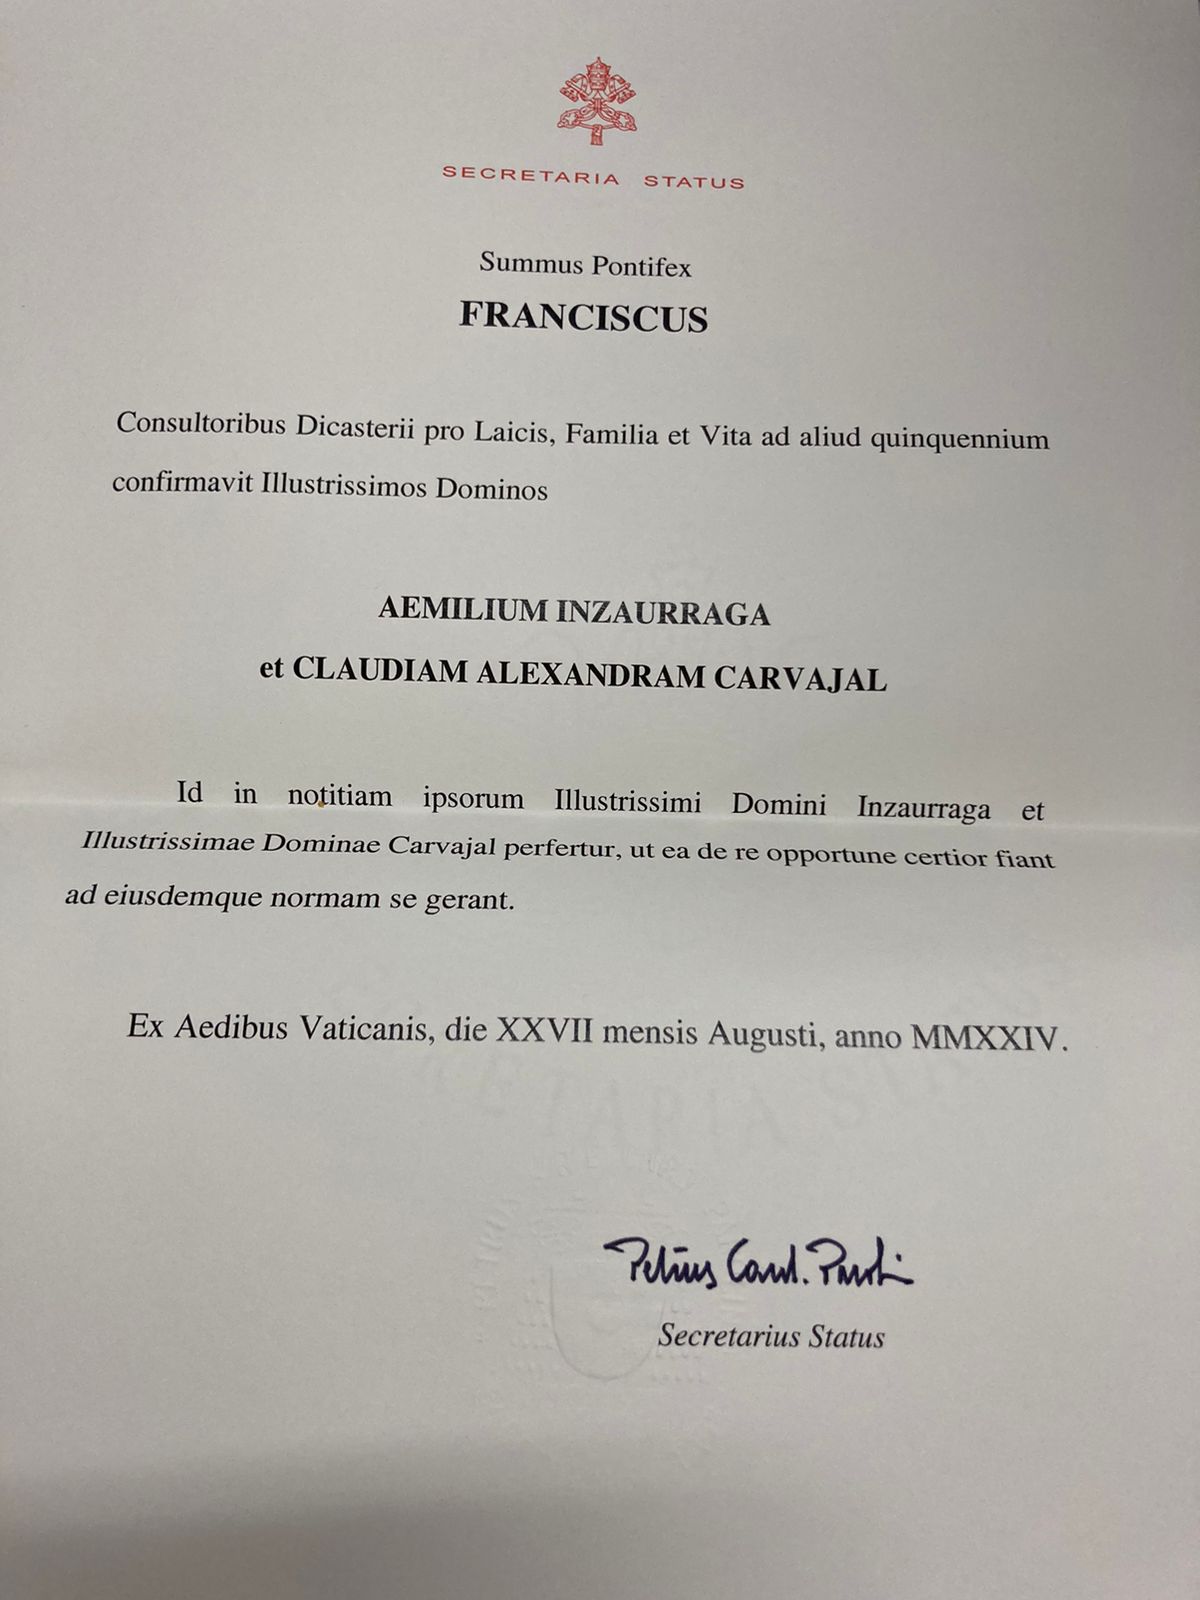 SECRETARIA STATUS
Summus Pontifex
FRANCISCUS
Consultoribus Dicasterii pro Laicis, Familia et Vita ad aliud quinquennium
confirmavit Illustrissimos Dominos
AEMILIUM INZAURRAGA
et CLAUDIAM ALEXANDRAM CARVAJAL
Id in notitiam ipsorum Illustrissimi Domini Inzaurraga et
Illustrissimae Dominae Carvajal perfertur, ut ea de re opportune certior fiant
ad eiusdemque normam se gerant.
Ex Aedibus Vaticanis, die XXVII mensis Augusti, anno MMXXIV.
Petrus Card. Parolin
Secretarius Status